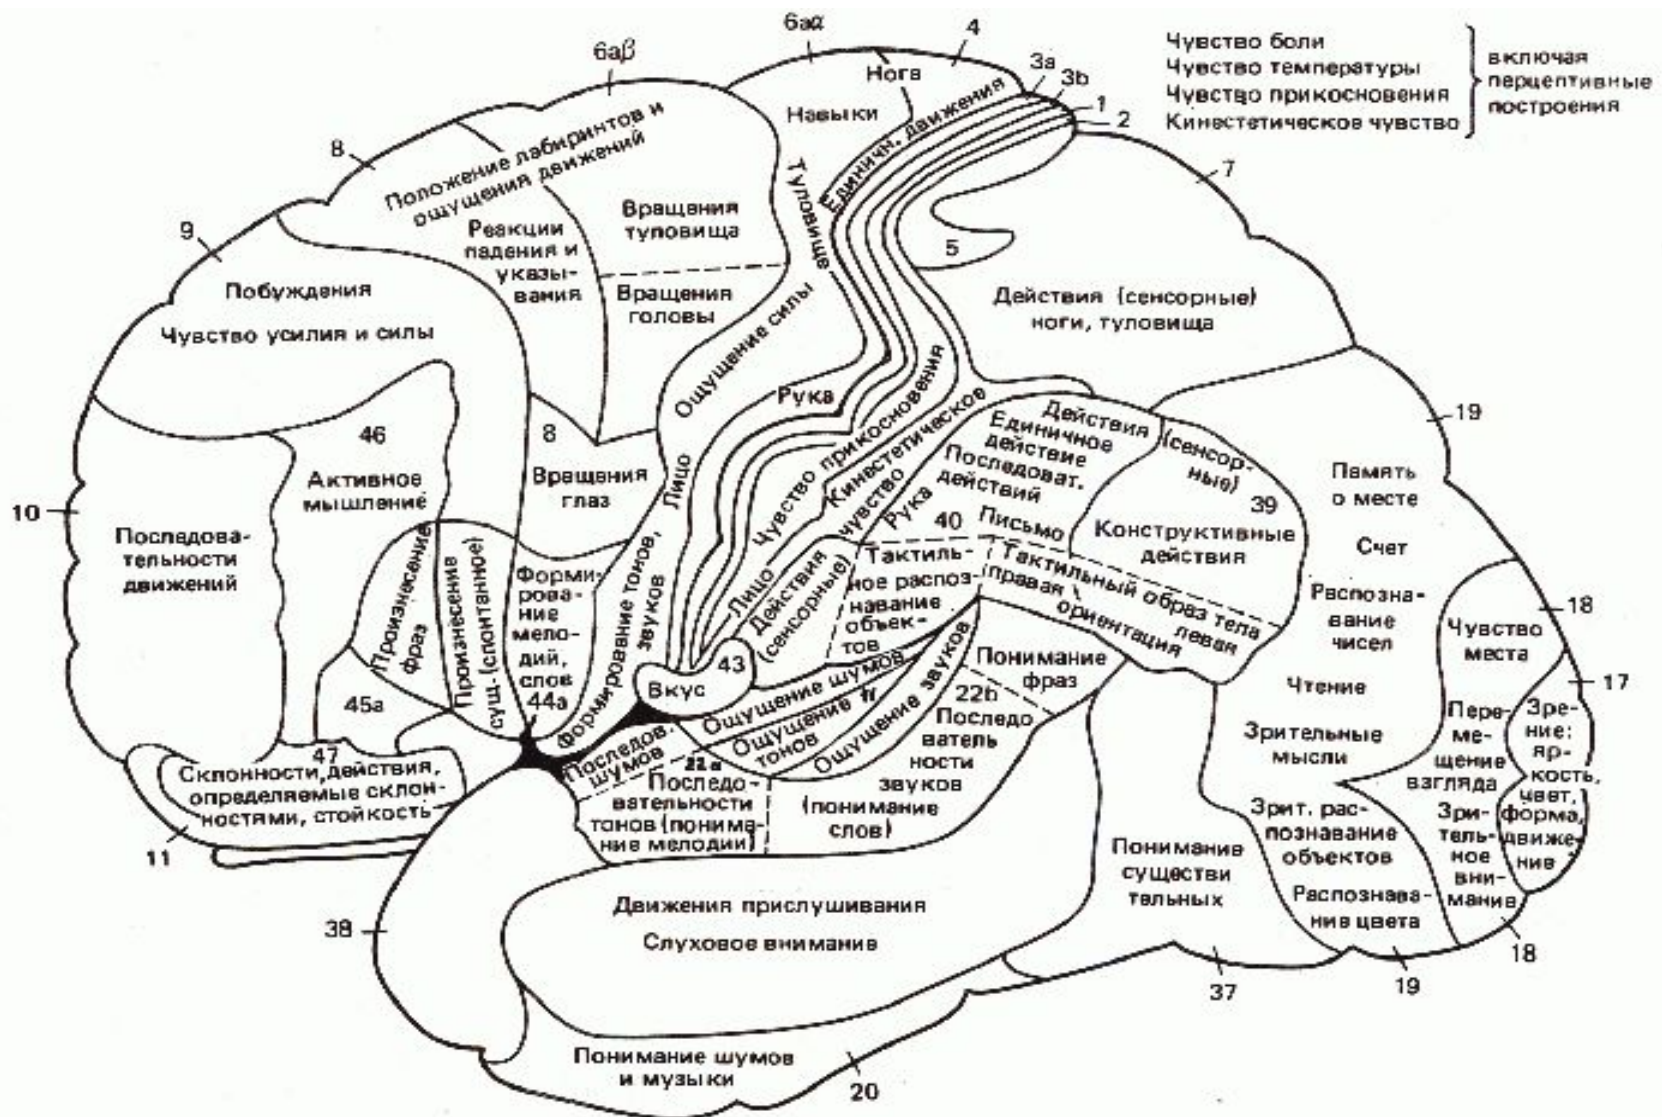 6aα
4
6aβ
3a
3b
1
2
Чувство боли
Чувство температуры
Чувство прикосновения
Кинестетическое чувство
включая
перцептивные
построения
Нога
Навыки
Единичн. движения
Туловище
8
Положение лабиринтов и
ощущения движений
Реакции
падения и
указы-
вания
Вращения
туловища
Вращения
головы
7
5
Действия (сенсорные)
ноги, туловища
9
Побуждения
Чувство усилия и силы
Ощущение силы
Рука
Лицо
Чувство прикосновения
Кинестетическое
чувство
46
Активное
мышление
8
Вращения
глаз
10
Последова-
тельности
движений
Произнесение
фраз
Произнесение
сущ-(спонтанное)
Форми-
рова-
ние
мело-
дий,
слов
44a
Формирование тонов,
звуков
45a
47
Склонности, действия,
определяемые склон-
ностями, стойкость
11
Действия (сенсор-
ные)
Единичное
действие
Последоват.
действий
Рука
40
Письмо
39
Конструктивные
действия
Лицо
Действия
(сенсорные)
Тактиль-
ное распоз-
навание
объек-
тов
Тактильный образ тела
(правая
левая
ориентация
43
Вкус
Ощущение шумов
Ощущение
тонов
Ощущение звуков
Последов.
шумов
22a
Последо-
вательности
тонов (понима-
ние мелодии)
Понимание
фраз
22b
Последо
ватель
ности
звуков
(понимание
слов)
19
Память
о месте
Счет
Распозна-
вание
чисел
Чтение
Зрительные
мысли
Зрит. рас-
познавание
объектов
Распознава-
ние цвета
18
Чувство
места
17
Пере-
ме-
щение
взгляда
Зри-
тель-
ное
вни-
мание
Зре-
ние:
яр-
кость,
цвет,
форма,
движе-
ние
Понимание
существи
тельных
38
Движения прислушивания
Слуховое внимание
Понимание шумов
и музыки
20
37
19
18